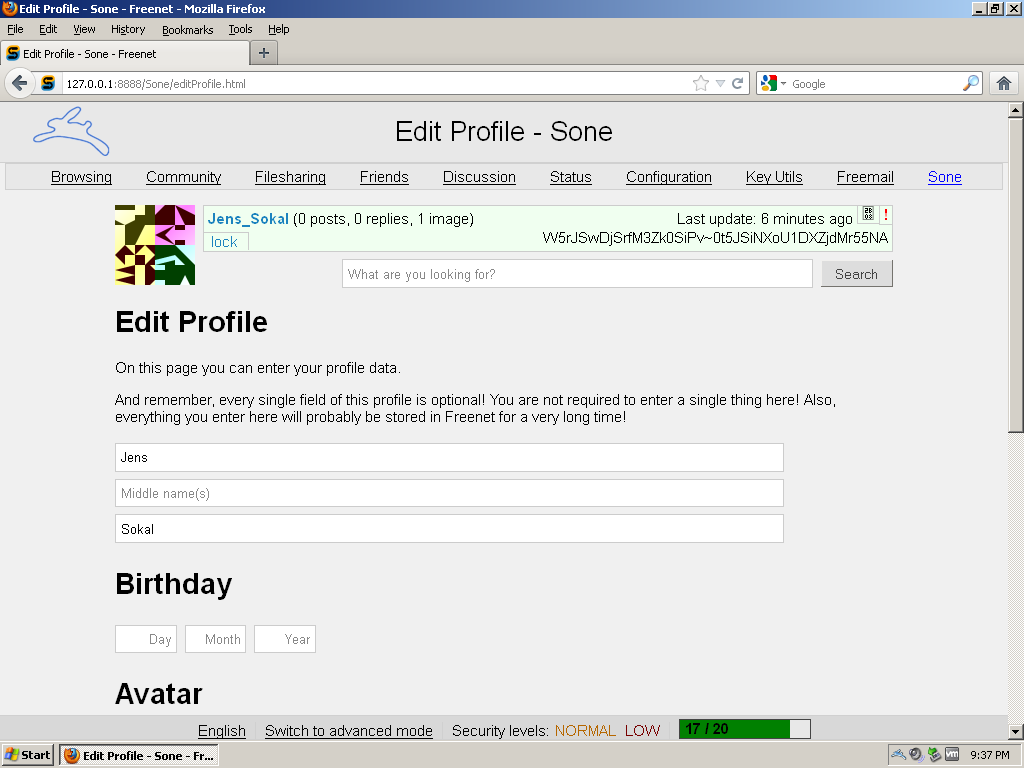 Edit Profile - Sone - Freenet - Mozilla Firefox
File Edit View History Bookmarks Tools Help
Edit Profile - Sone - Freenet
127.0.0.1:8888/Sone/editProfile.html
Google
Edit Profile - Sone
Browsing Community Filesharing Friends Discussion Status Configuration Key Utils Freemail Sone
Jens_Sokal (0 posts, 0 replies, 1 image) Last update: 6 minutes ago !
lock W5rJSwDjSrfM3Zk0SiPv~0t5JSiNXoU1DXZjdMr55NA
What are you looking for? Search
Edit Profile
On this page you can enter your profile data.
And remember, every single field of this profile is optional! You are not required to enter a single thing here! Also,
everything you enter here will probably be stored in Freenet for a very long time!
Jens
Middle name(s)
Sokal
Birthday
Day Month Year
Avatar
English Switch to advanced mode Security levels: NORMAL LOW 17 / 20
Start Edit Profile - Sone - Fr... 9:37 PM